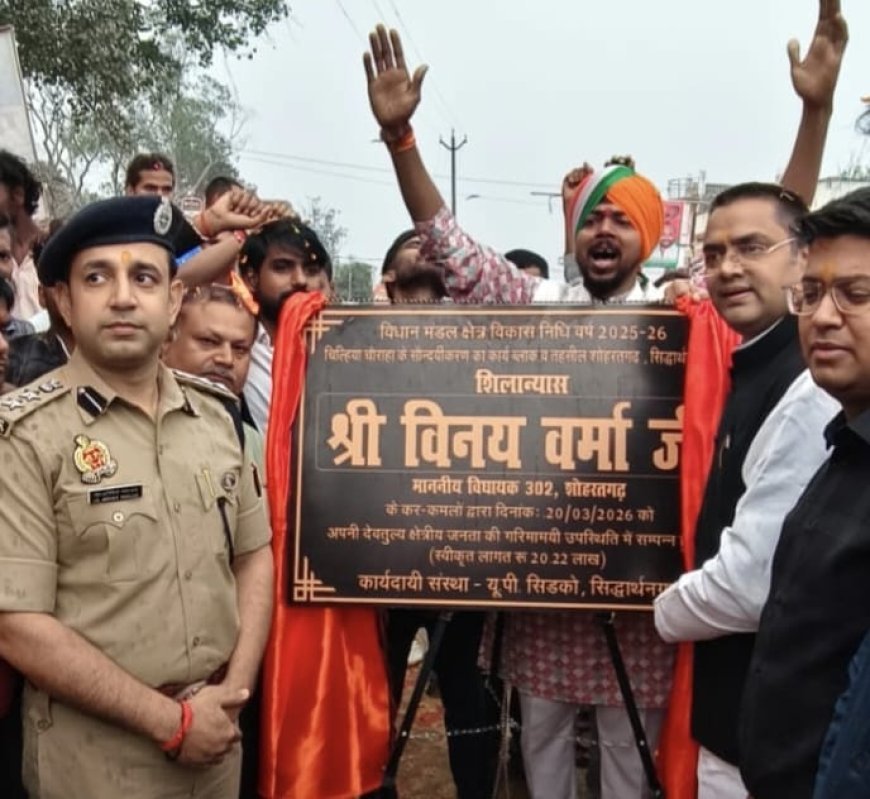 विधान मंडल क्षेत्र विकास निधि वर्ष 2025-26
चिल्हिया चौराहा के सौन्दर्यीकरण का कार्य ब्लाक व तहसील शोहरतगढ़, सिद्धार्थ
शिलान्यास
श्री विनय वर्मा जी
माननीय विधायक 302, शोहरतगढ़
के कर-कमलों द्वारा दिनांक: 20/03/2026 को
अपनी देवतुल्य क्षेत्रीय जनता की गरिमामयी उपस्थिति में सम्पन्न
(स्वीकृत लागत रू 20.22 लाख)
कार्यदायी संस्था - यू.पी. सिडको, सिद्धार्थनग